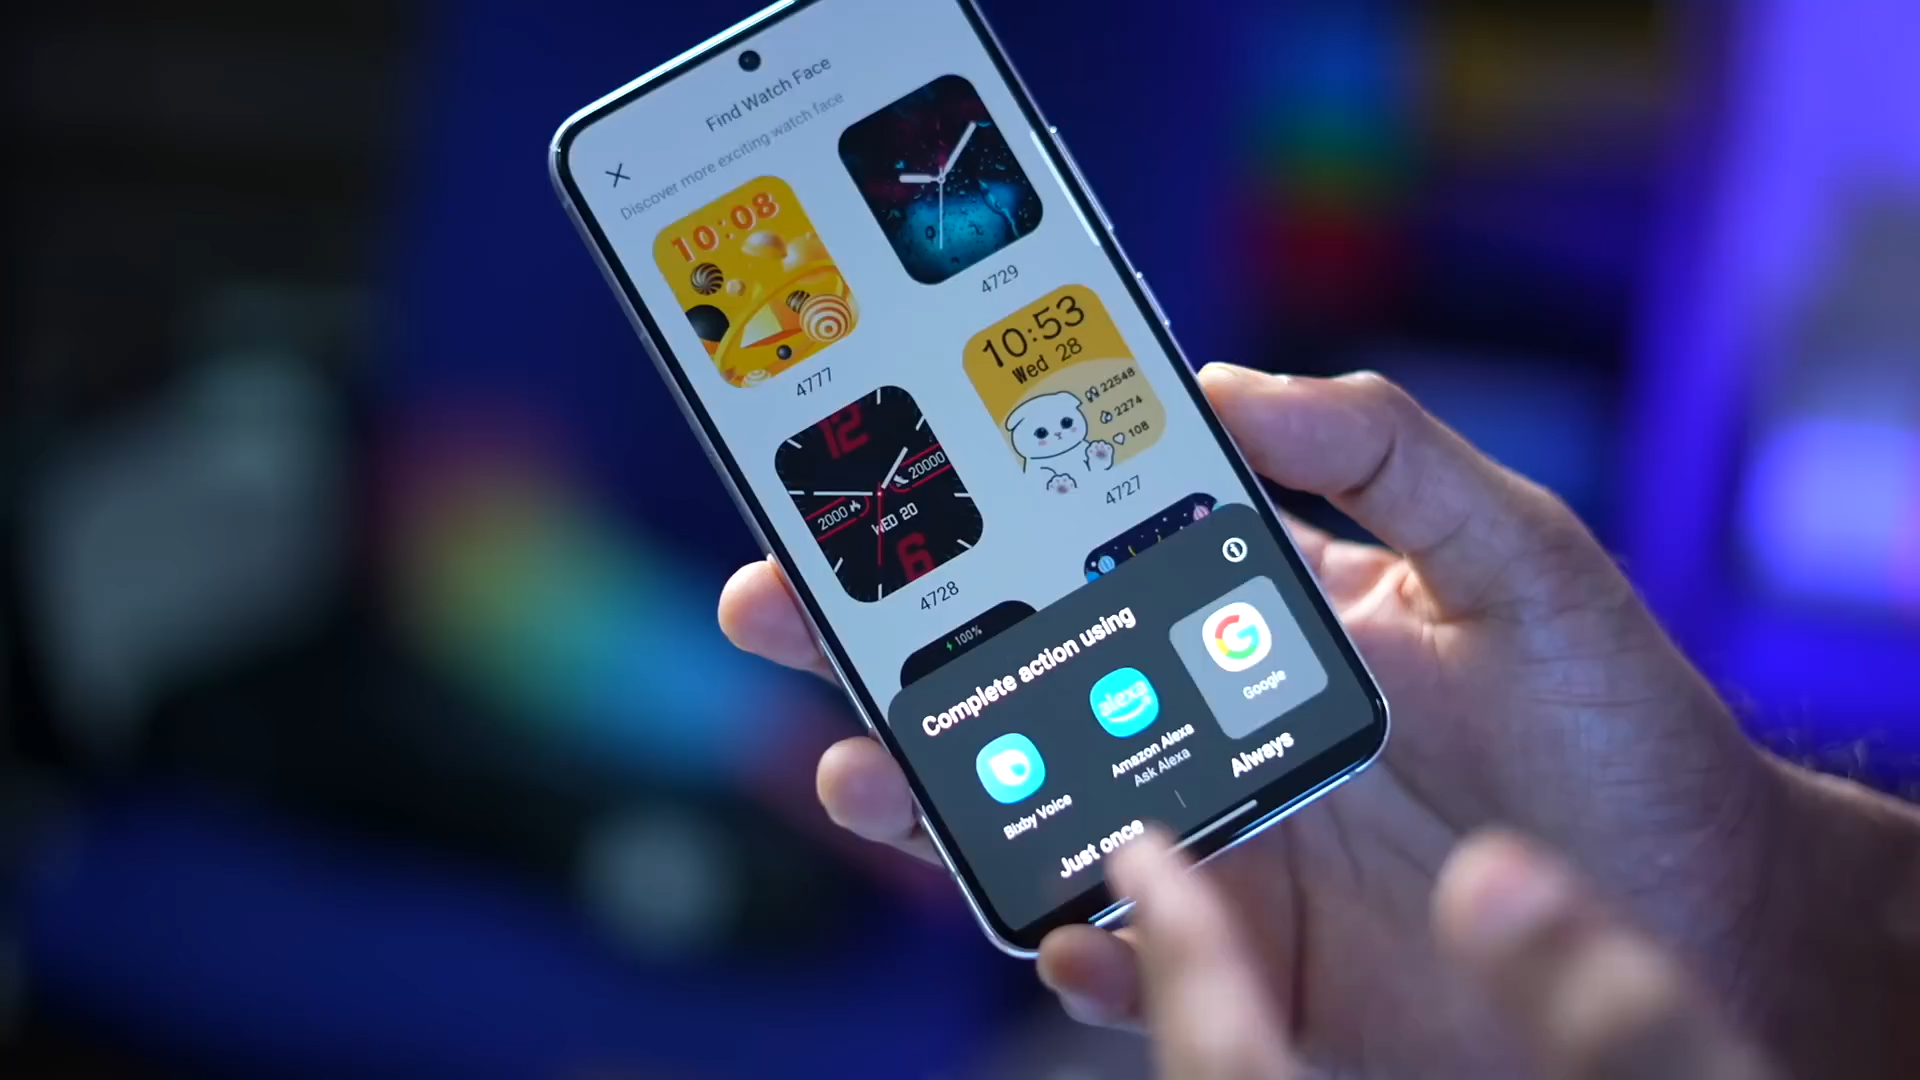 Find Watch Face
Discover more exciting watch face
10:08
4777
4729
12
20000
2000
WED 20
6
4728
10:53
Wed 28
22548
2274
108
4727
100%
Complete action using
Bixby Voice
alexa
Amazon Alexa
Ask Alexa
G
Google
Just once
Always